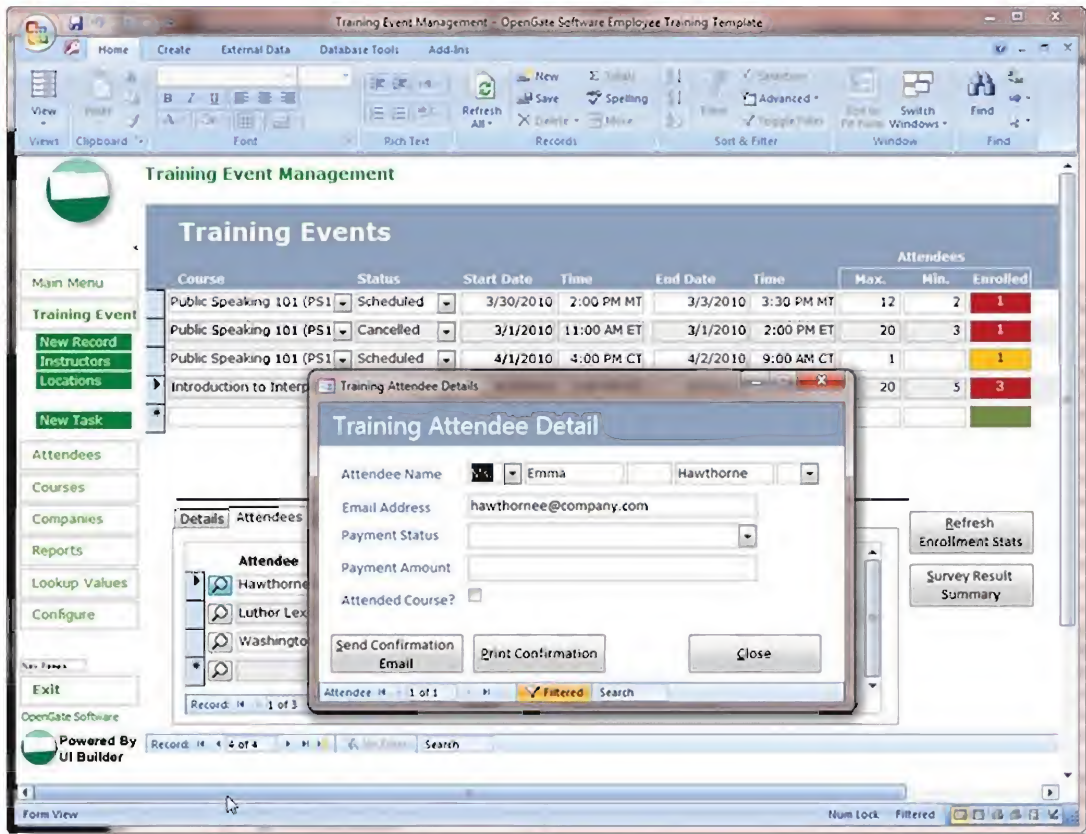 Training Event Management - OpenGate Software Employee Training Template
Home Create External Data Database Tools Add-Ins
View
Refresh All
New
Save
Delete
Totals
Spelling
More
Advanced
Toggle Filter
Switch Windows
Find
Views Clipboard Font Rich Text Records Sort & Filter Window Find
Training Event Management
Training Events
Attendees
Course Status Start Date Time End Date Time Max. Min. Enrolled
Public Speaking 101 (PS1 Scheduled 3/30/2010 2:00 PM MT 3/3/2010 3:30 PM MT 12 2 1
Public Speaking 101 (PS1 Cancelled 3/1/2010 11:00 AM ET 3/1/2010 2:00 PM ET 20 3 1
Public Speaking 101 (PS1 Scheduled 4/1/2010 4:00 PM CT 4/2/2010 9:00 AM CT 1 1
Introduction to Interp 20 5 3
Main Menu
Training Event
New Record
Instructors
Locations
New Task
Attendees
Courses
Companies
Reports
Lookup Values
Configure
Exit
OpenGate Software
Powered By
UI Builder
Training Attendee Details
Training Attendee Detail
Attendee Name Emma Hawthorne
Email Address hawthornee@company.com
Payment Status
Payment Amount
Attended Course?
Send Confirmation
Email
Print Confirmation
Close
Attendee 1 of 1 Filtered Search
Details Attendees
Attendee
Hawthorne
Luthor Lex
Washingto
Record: 1 of 3
Refresh
Enrollment Stats
Survey Result
Summary
Record: 4 of 4 No Filter Search
Form View Num Lock Filtered